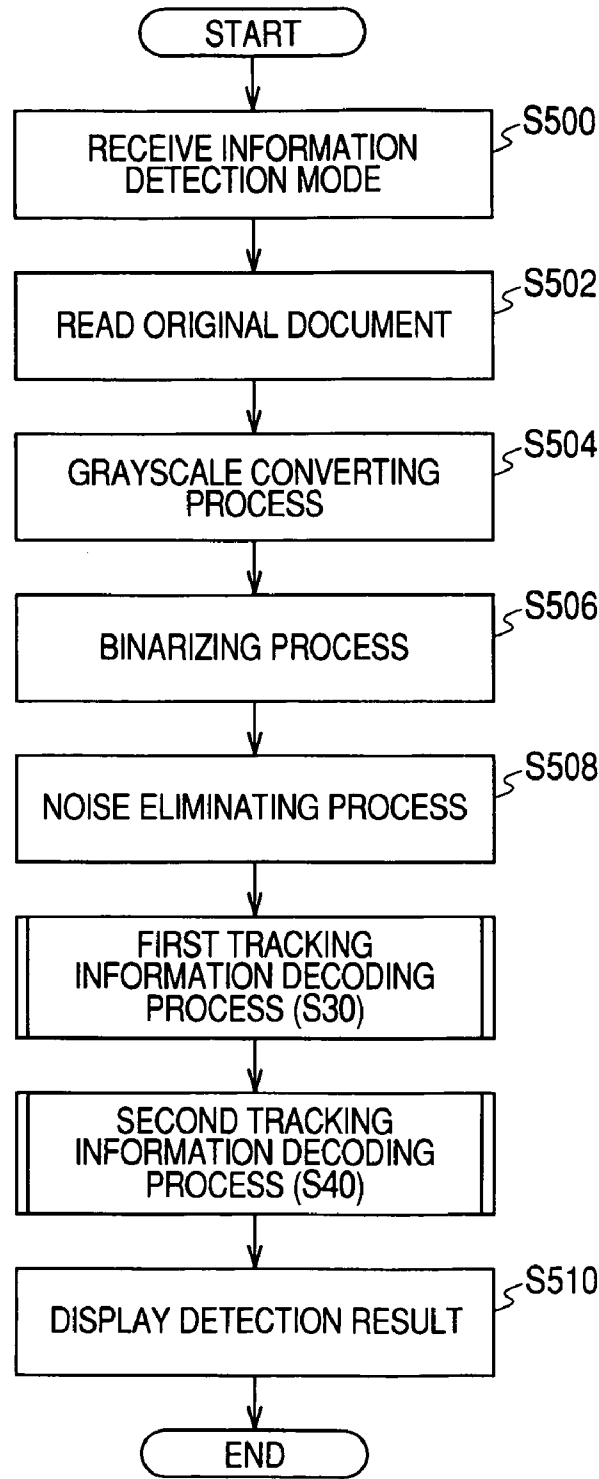 START
RECEIVE INFORMATION
DETECTION MODE
S500
READ ORIGINAL DOCUMENT
S502
GRAYSCALE CONVERTING
PROCESS
S504
BINARIZING PROCESS
S506
NOISE ELIMINATING PROCESS
S508
FIRST TRACKING
INFORMATION DECODING
PROCESS (S30)
SECOND TRACKING
INFORMATION DECODING
PROCESS (S40)
DISPLAY DETECTION RESULT
S510
END